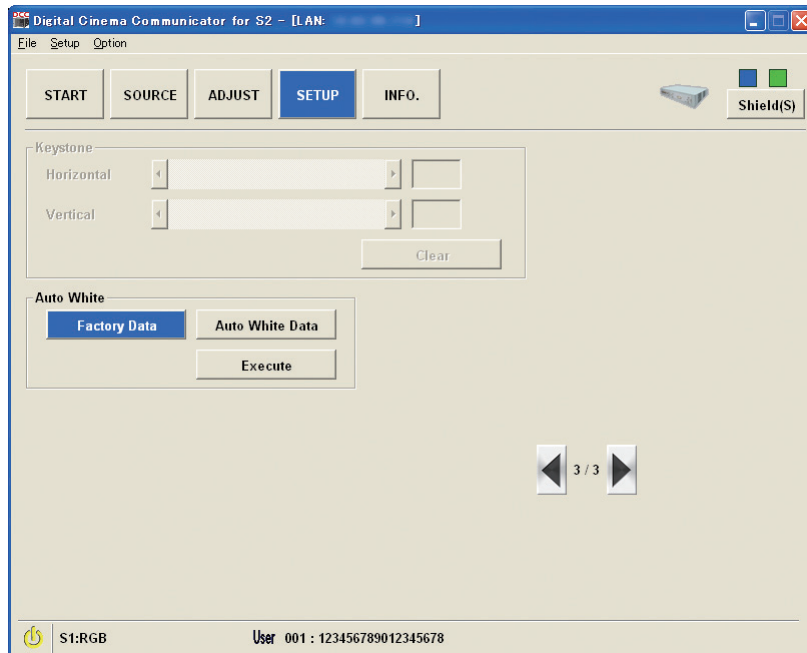 Digital Cinema Communicator for S2 - [LAN: ]
File Setup Option
START SOURCE ADJUST SETUP INFO. Shield(S)
Keystone
Horizontal
Vertical
Clear
Auto White
Factory Data Auto White Data
Execute
3 / 3
S1:RGB User 001 : 123456789012345678